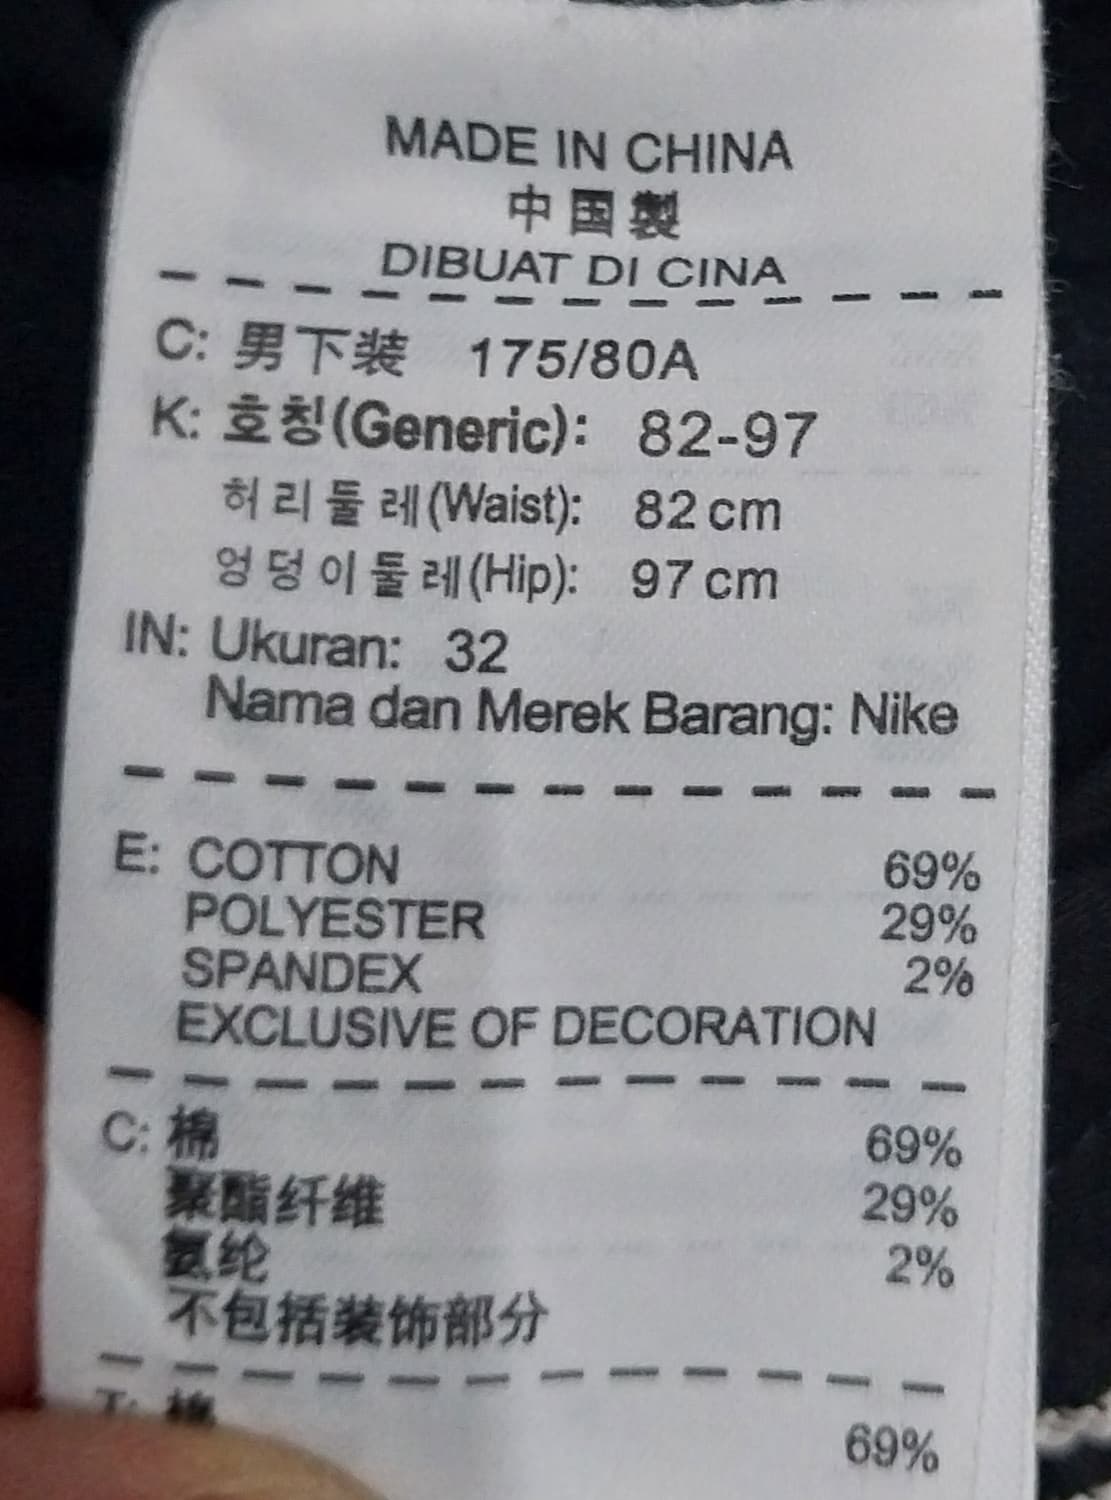 MADE IN CHINA
中国製
DIBUAT DI CINA
C: 男下装 175/80A
K: 호칭(Generic): 82-97
허리둘레(Waist): 82 cm
엉덩이둘레(Hip): 97 cm
IN: Ukuran: 32
Nama dan Merek Barang: Nike
E: COTTON 69%
POLYESTER 29%
SPANDEX 2%
EXCLUSIVE OF DECORATION
C: 棉 69%
聚酯纤维 29%
氨纶 2%
不包括装饰部分
T: 棉 69%